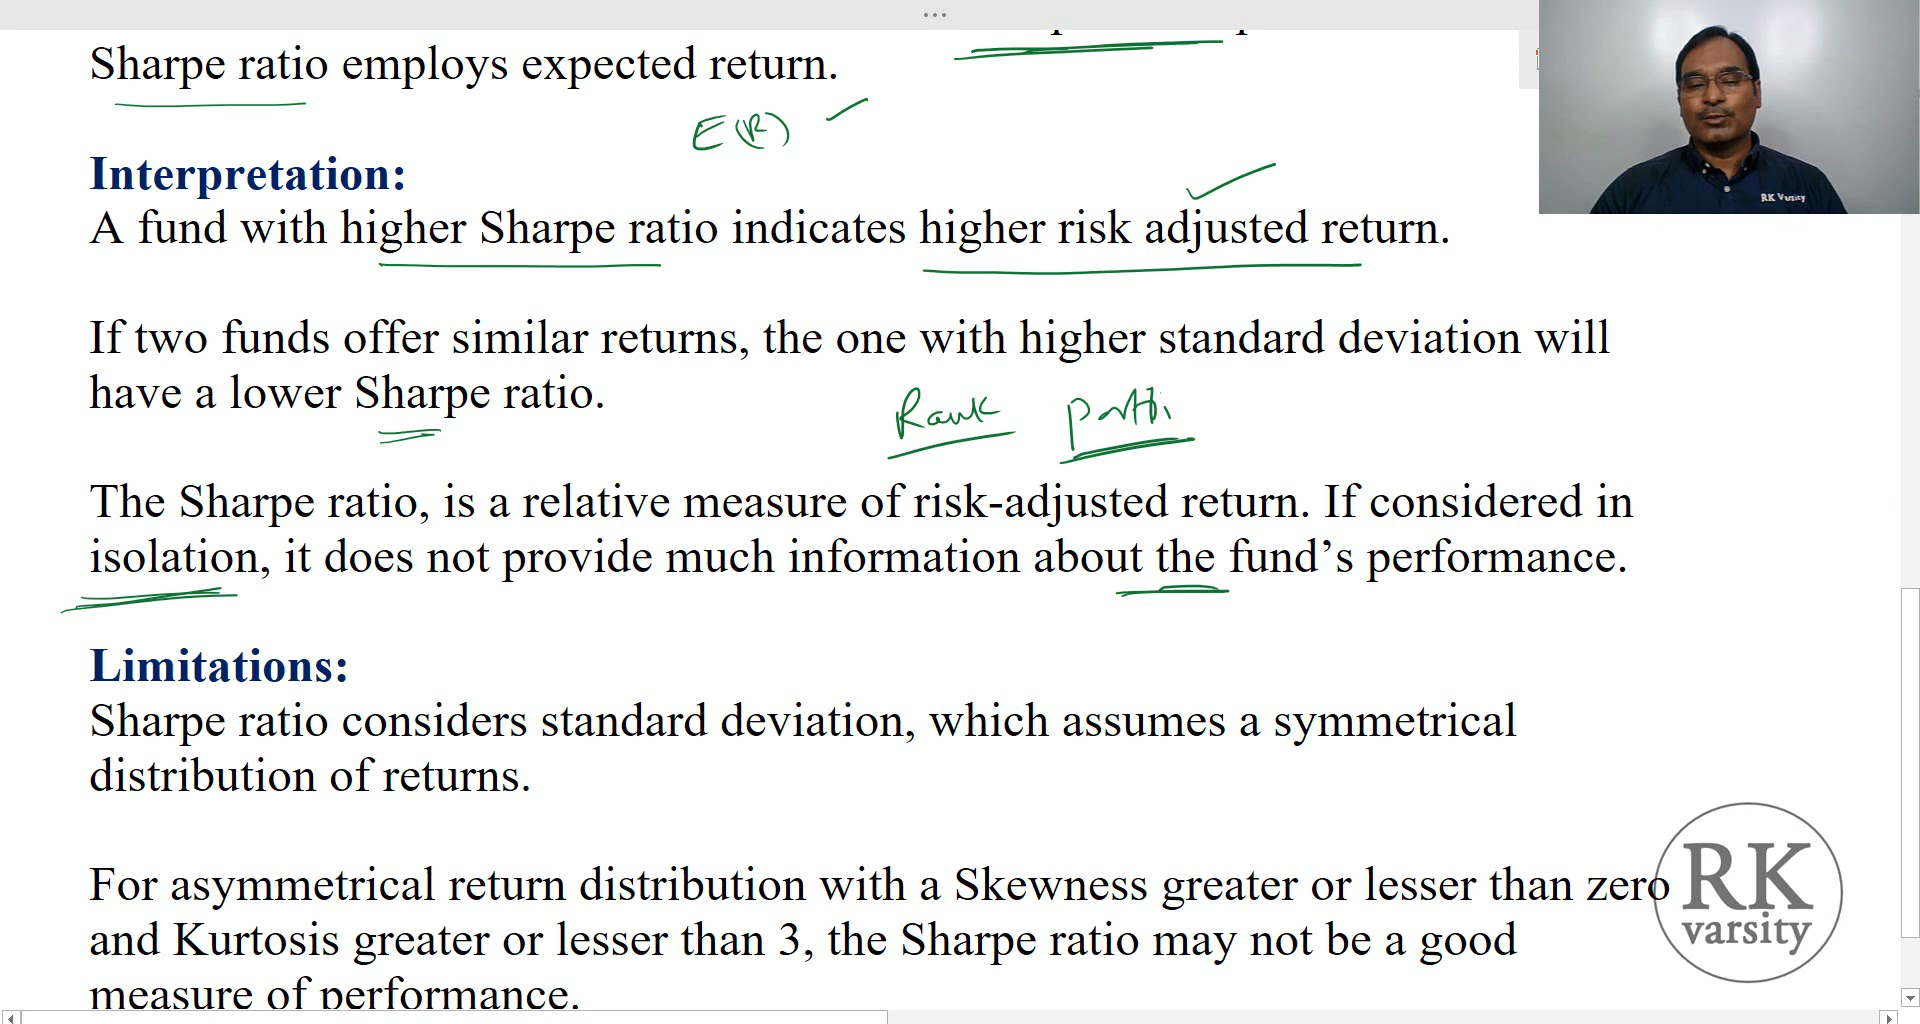 Sharpe ratio employs expected return.
E(R)
Interpretation:
A fund with higher Sharpe ratio indicates higher risk adjusted return.
If two funds offer similar returns, the one with higher standard deviation will
have a lower Sharpe ratio.
Rank
The Sharpe ratio, is a relative measure of risk-adjusted return. If considered in
isolation, it does not provide much information about the fund’s performance.
Limitations:
Sharpe ratio considers standard deviation, which assumes a symmetrical
distribution of returns.
For asymmetrical return distribution with a Skewness greater or lesser than zero
and Kurtosis greater or lesser than 3, the Sharpe ratio may not be a good
measure of performance.
RK Varsity
RK
varsity